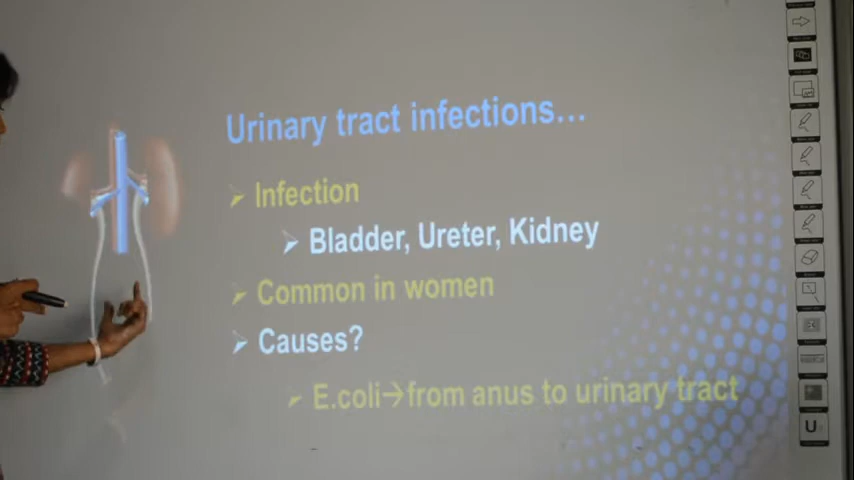 Urinary tract infections...
Infection
Bladder, Ureter, Kidney
Common in women
Causes?
E.coli→from anus to urinary tract
U